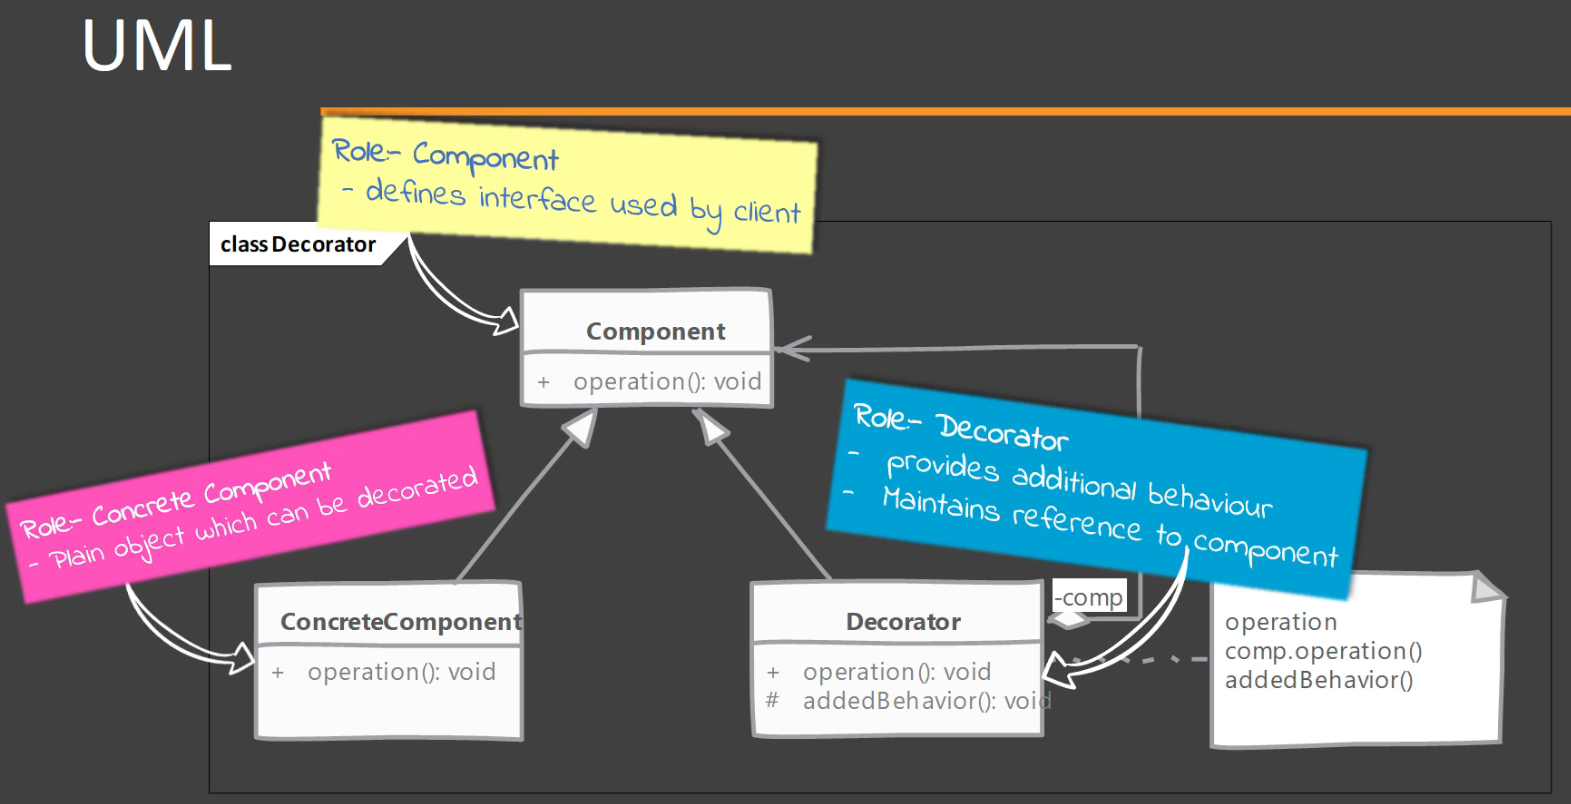 UML
Role:- Component
- defines interface used by client
class Decorator
Component
+ operation(): void
Role:- Decorator
- provides additional behaviour
- Maintains reference to component
Role:- Concrete Component
- Plain object which can be decorated
-comp
ConcreteComponent
+ operation(): void
Decorator
+ operation(): void
# addedBehavior(): void
operation
comp.operation()
addedBehavior()